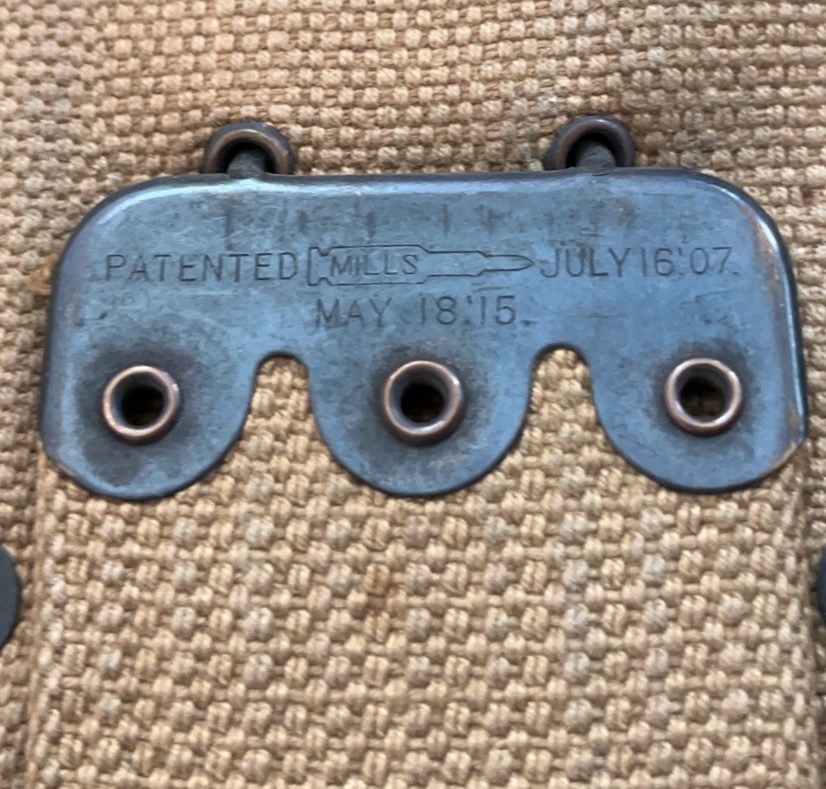 PATENTED MILLS JULY 16'07.
MAY 18.'15.